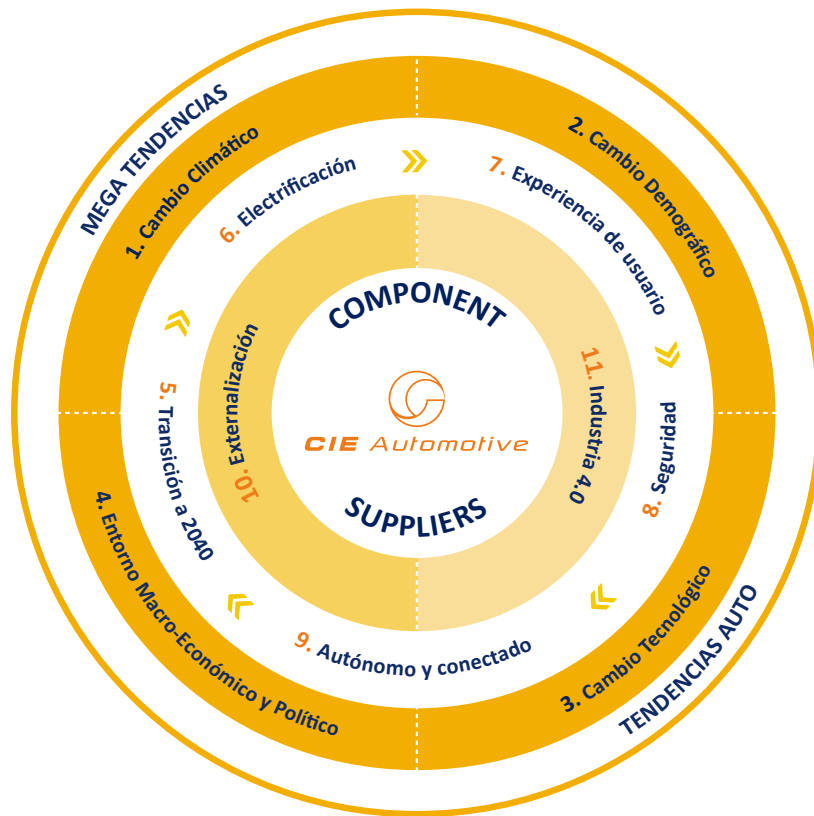 MEGA TENDENCIAS
TENDENCIAS AUTO
1. Cambio Climático
2. Cambio Demográfico
3. Cambio Tecnológico
4. Entorno Macro-Económico y Político
5. Transición a 2040
6. Electrificación
7. Experiencia de usuario
8. Seguridad
9. Autónomo y conectado
10. Externalización
11. Industria 4.0
COMPONENT
CIE Automotive
SUPPLIERS